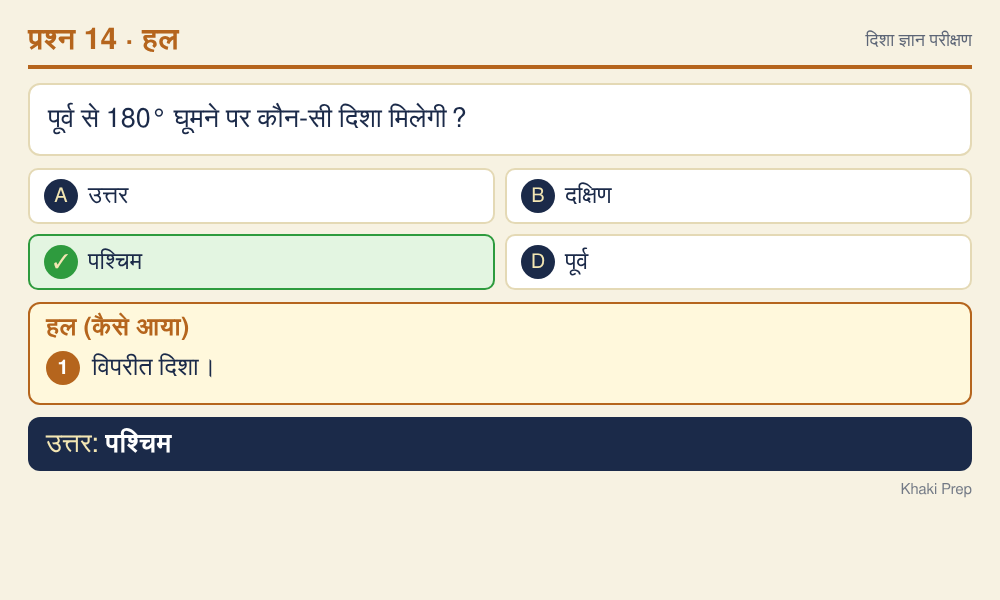 प्रश्न 14 · हल
दिशा ज्ञान परीक्षण
पूर्व से 180° घूमने पर कौन-सी दिशा मिलेगी ?
A उत्तर
B दक्षिण
✓ पश्चिम
D पूर्व
हल (कैसे आया)
1 विपरीत दिशा।
उत्तर: पश्चिम
Khaki Prep